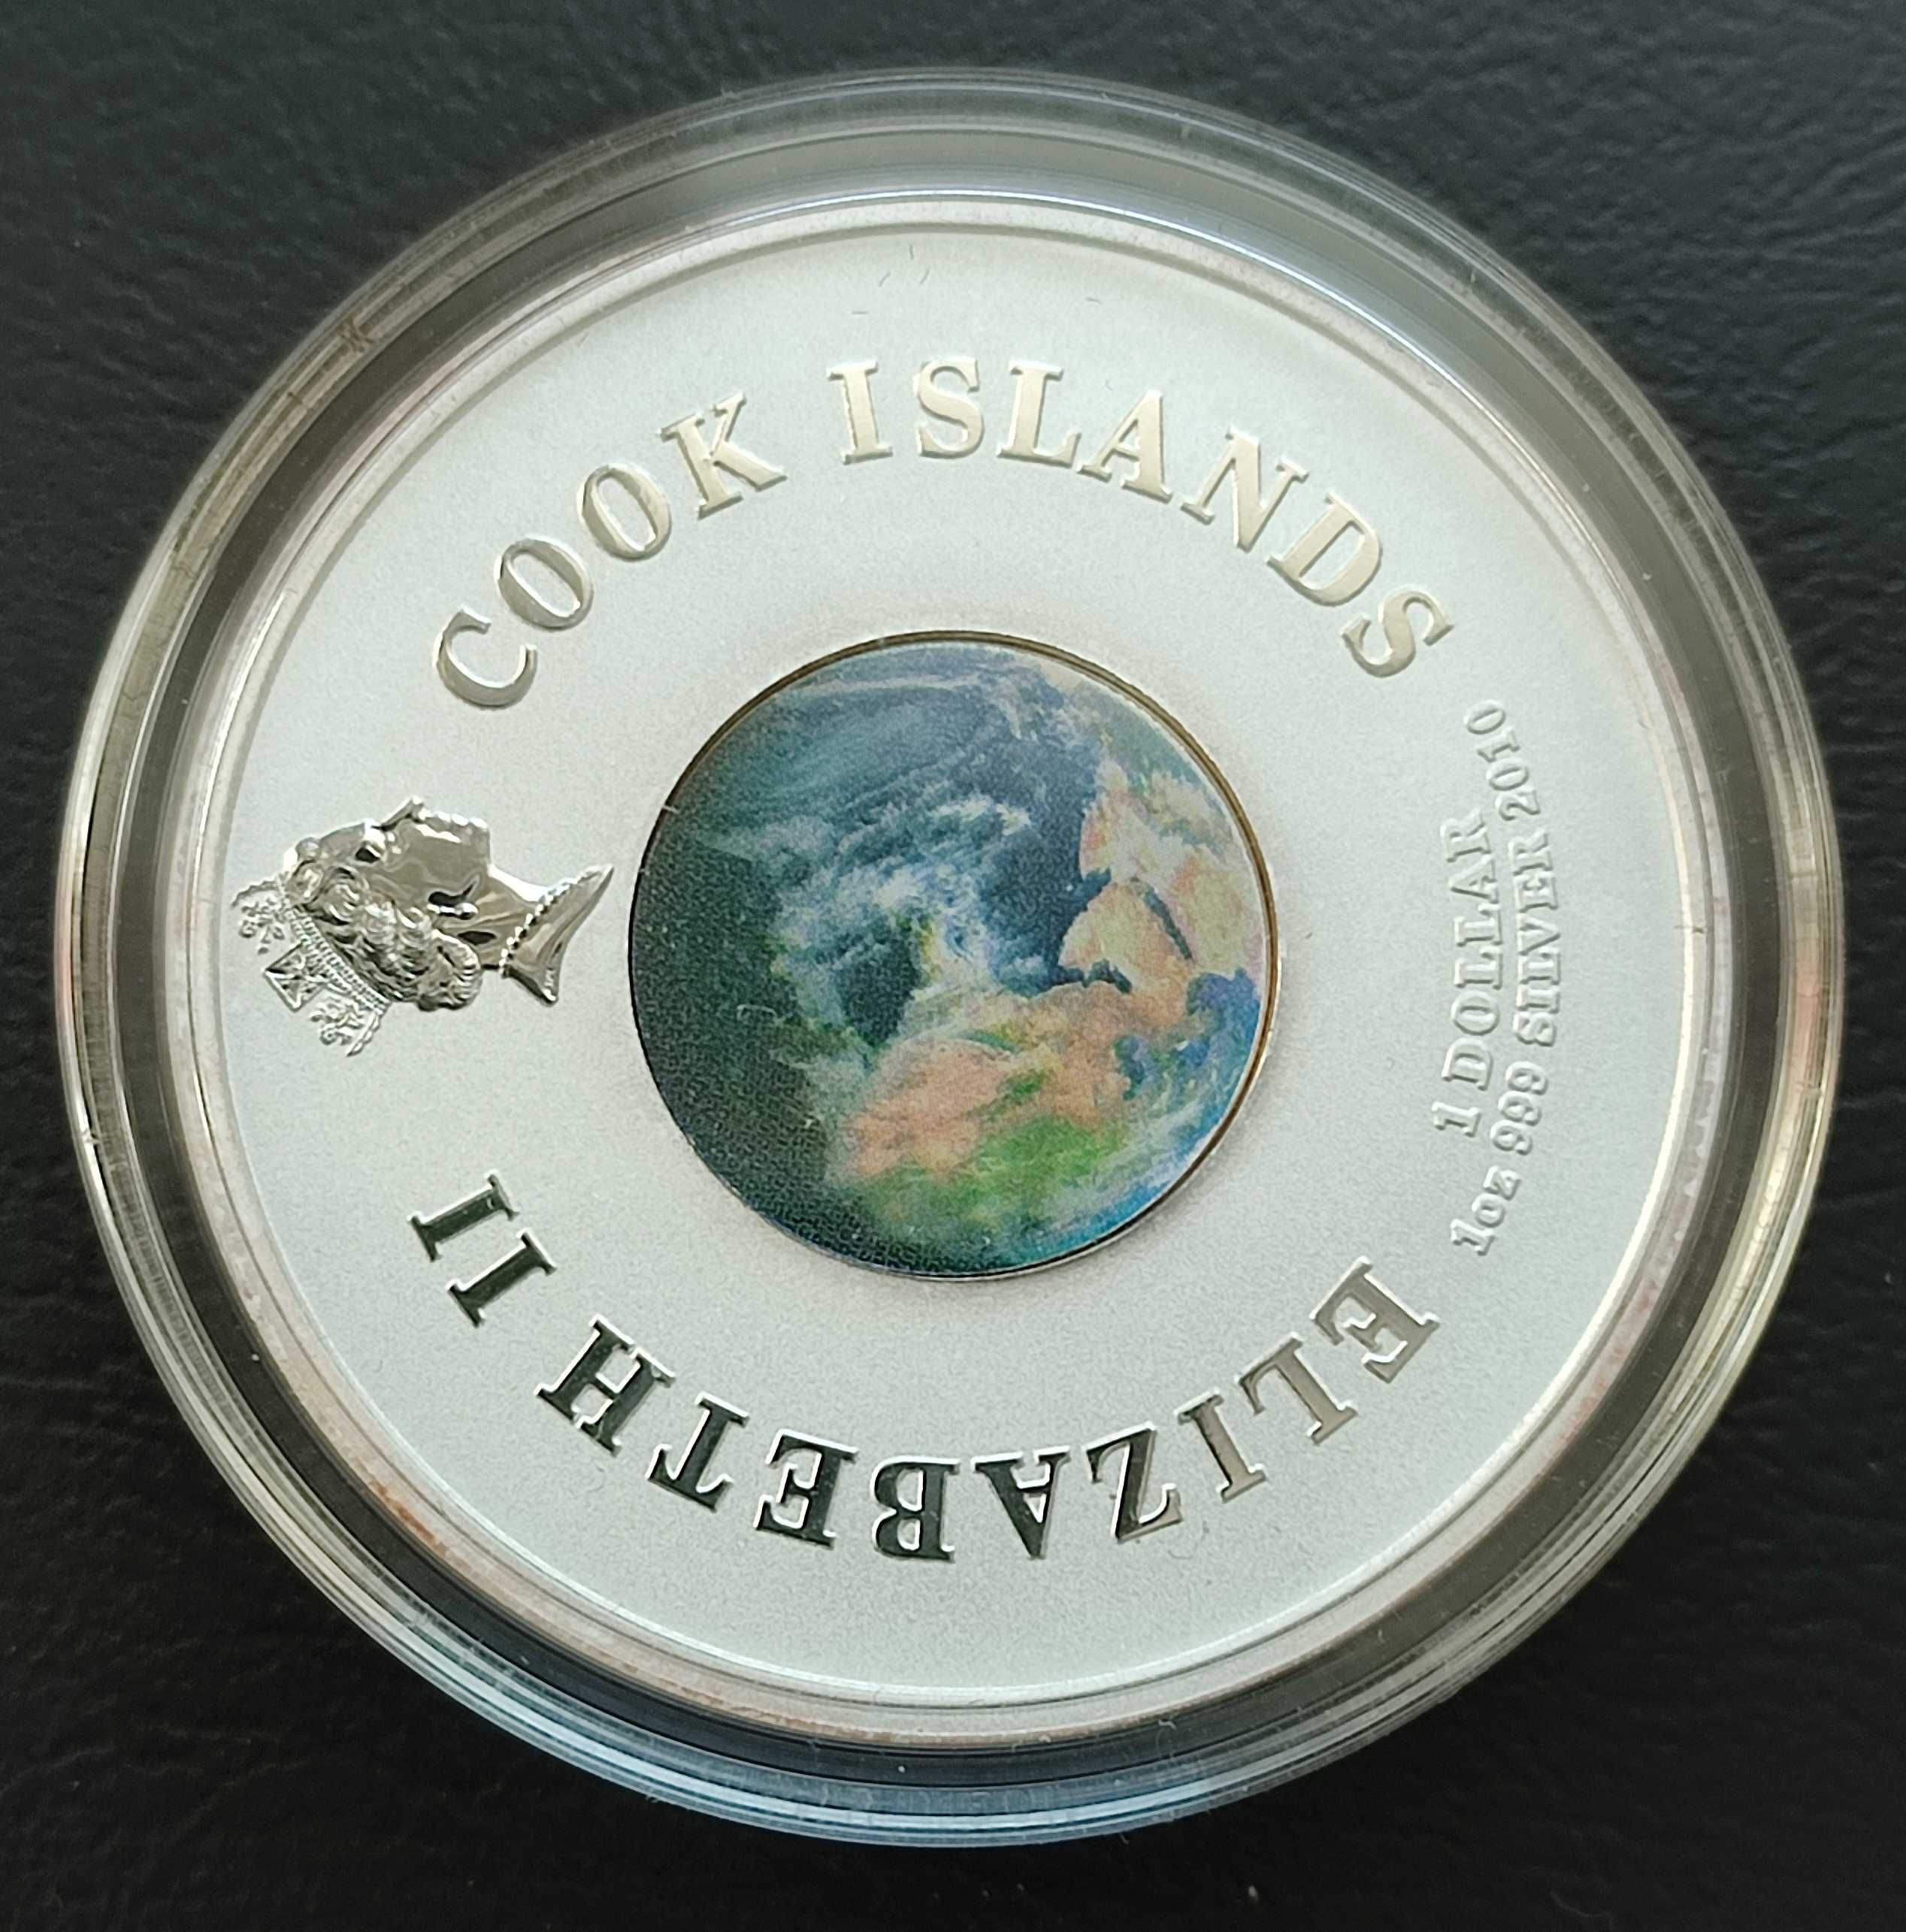 COOK ISLANDS
1 DOLLAR
1oz 999 SILVER 2010
ELIZABETH II